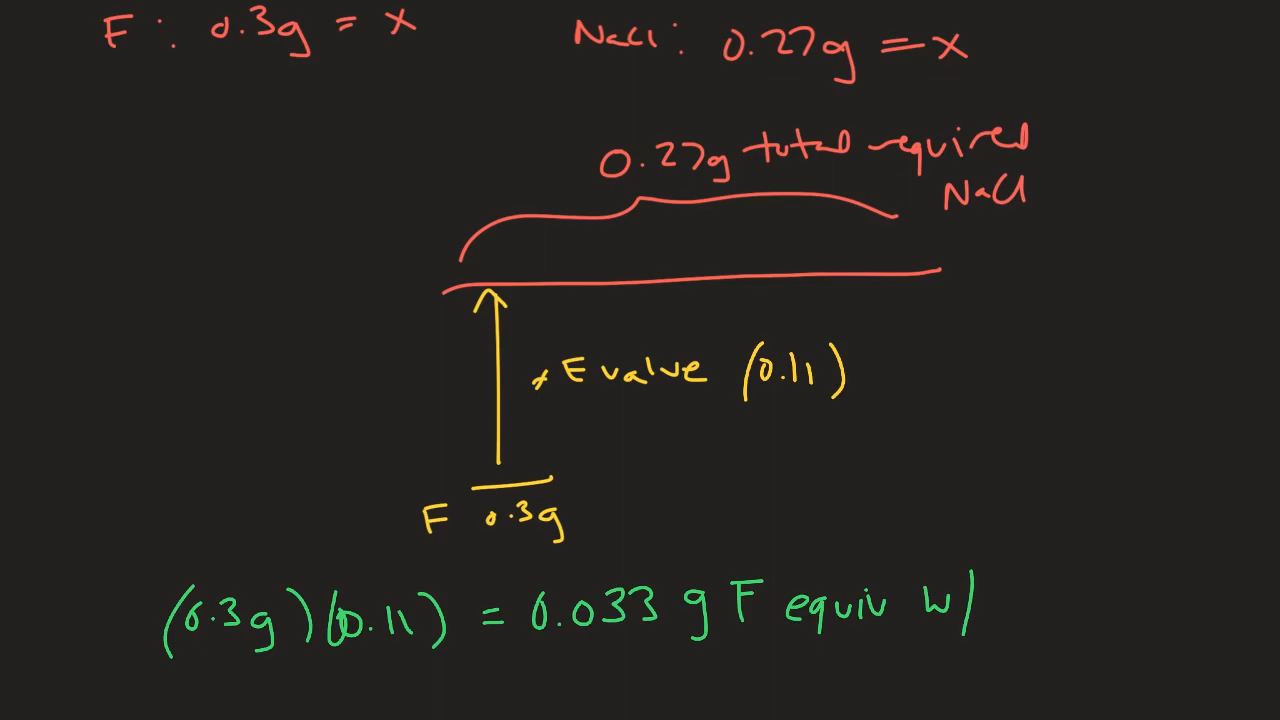 F: 0.3g = x
NaCl: 0.27g = x
0.27g total required
NaCl
x E value (0.11)
F 0.3g
(0.3g)(0.11) = 0.033 g F equiv w/